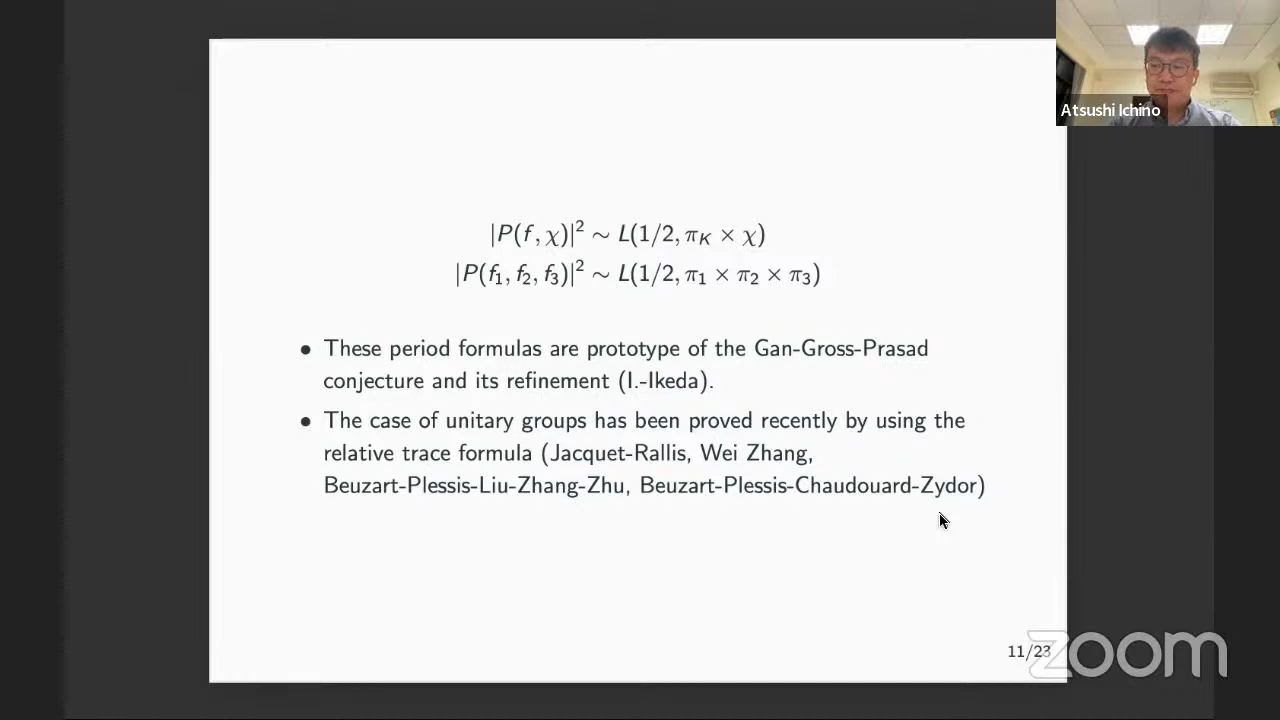 Atsushi Ichino
|P(f, χ)|² ∼ L(1/2, π_K × χ)
|P(f₁, f₂, f₃)|² ∼ L(1/2, π₁ × π₂ × π₃)
• These period formulas are prototype of the Gan-Gross-Prasad
conjecture and its refinement (I.-Ikeda).
• The case of unitary groups has been proved recently by using the
relative trace formula (Jacquet-Rallis, Wei Zhang,
Beuzart-Plessis-Liu-Zhang-Zhu, Beuzart-Plessis-Chaudouard-Zydor)
11/23
zoom